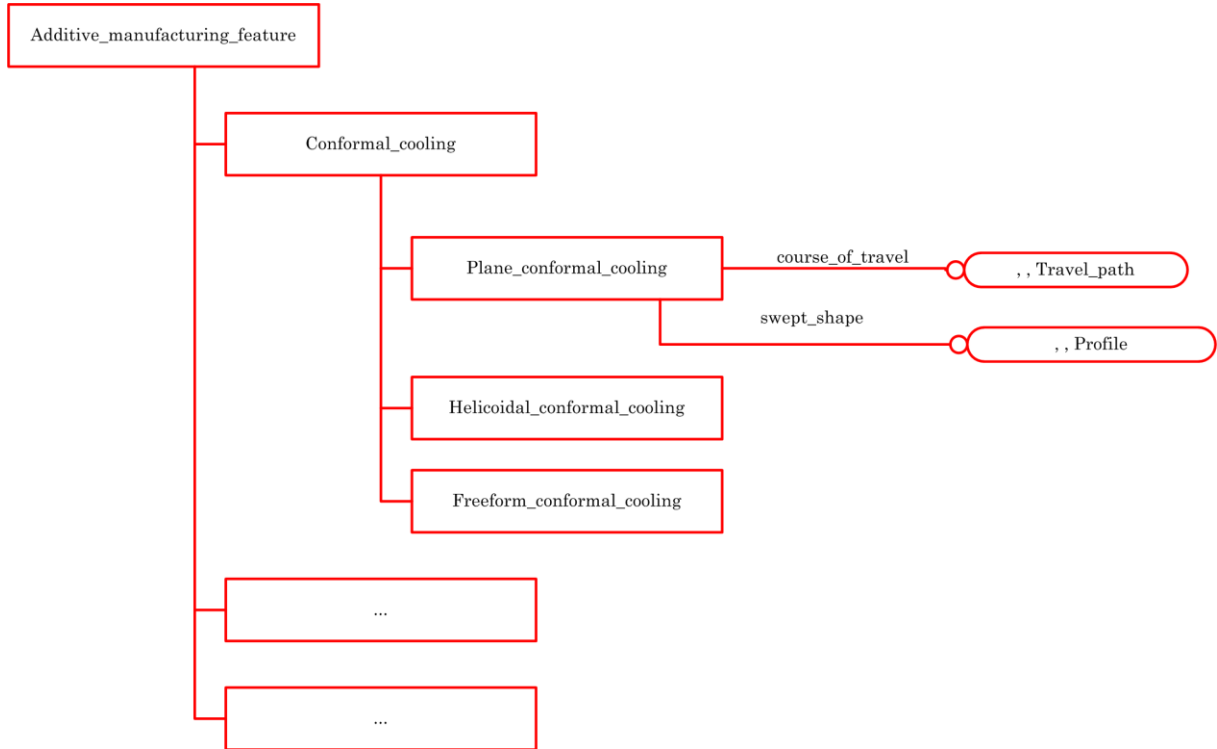 Additive_manufacturing_feature
Conformal_cooling
Plane_conformal_cooling
course_of_travel
, , Travel_path
swept_shape
, , Profile
Helicoidal_conformal_cooling
Freeform_conformal_cooling
...
...